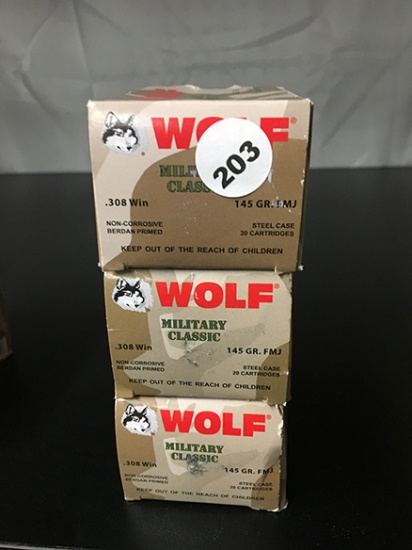 WOLF®
203
MILITARY
CLASSIC
.308 Win
145 GR. FMJ
NON-CORROSIVE
BERDAN PRIMED
STEEL CASE
20 CARTRIDGES
KEEP OUT OF THE REACH OF CHILDREN
WOLF®
MILITARY
CLASSIC
.308 Win
145 GR. FMJ
NON-CORROSIVE
BERDAN PRIMED
STEEL CASE
20 CARTRIDGES
KEEP OUT OF THE REACH OF CHILDREN
WOLF®
MILITARY
CLASSIC
.308 Win
145 GR. FMJ
NON-CORROSIVE
BERDAN PRIMED
STEEL CASE
20 CARTRIDGES
KEEP OUT OF THE REACH OF CHILDREN